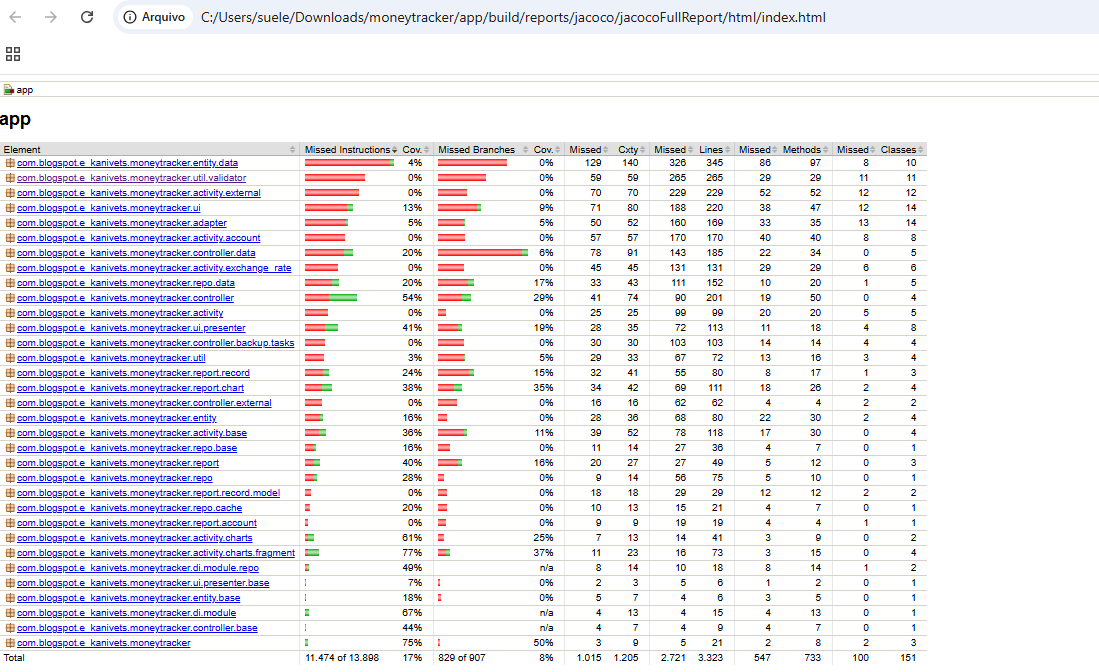 Arquivo C:/Users/suele/Downloads/moneytracker/app/build/reports/jacoco/jacocoFullReport/html/index.html
app
app
Element Missed Instructions Cov. Missed Branches Cov. Missed Cxty Missed Lines Missed Methods Missed Classes
com.blogspot.e_kanivets.moneytracker.entity.data 4% 0% 129 140 326 345 86 97 8 10
com.blogspot.e_kanivets.moneytracker.util.validator 0% 0% 59 59 265 265 29 29 11 11
com.blogspot.e_kanivets.moneytracker.activity.external 0% 0% 70 70 229 229 52 52 12 12
com.blogspot.e_kanivets.moneytracker.ui 13% 9% 71 80 188 220 38 47 12 14
com.blogspot.e_kanivets.moneytracker.adapter 5% 5% 50 52 160 169 33 35 13 14
com.blogspot.e_kanivets.moneytracker.activity.account 0% 0% 57 57 170 170 40 40 8 8
com.blogspot.e_kanivets.moneytracker.controller.data 20% 6% 78 91 143 185 22 34 0 5
com.blogspot.e_kanivets.moneytracker.activity.exchange_rate 0% 0% 45 45 131 131 29 29 6 6
com.blogspot.e_kanivets.moneytracker.repo.data 20% 17% 33 43 111 152 10 20 1 5
com.blogspot.e_kanivets.moneytracker.controller 54% 29% 41 74 90 201 19 50 0 4
com.blogspot.e_kanivets.moneytracker.activity 0% 0% 25 25 99 99 20 20 5 5
com.blogspot.e_kanivets.moneytracker.ui.presenter 41% 19% 28 35 72 113 11 18 4 8
com.blogspot.e_kanivets.moneytracker.controller.backup.tasks 0% 0% 30 30 103 103 14 14 4 4
com.blogspot.e_kanivets.moneytracker.util 3% 5% 29 33 67 72 13 16 3 4
com.blogspot.e_kanivets.moneytracker.report.record 24% 15% 32 41 55 80 8 17 1 3
com.blogspot.e_kanivets.moneytracker.report.chart 38% 35% 34 42 69 111 18 26 2 4
com.blogspot.e_kanivets.moneytracker.controller.external 0% 0% 16 16 62 62 4 4 2 2
com.blogspot.e_kanivets.moneytracker.entity 16% 0% 28 36 68 80 22 30 2 4
com.blogspot.e_kanivets.moneytracker.activity.base 36% 11% 39 52 78 118 17 30 0 4
com.blogspot.e_kanivets.moneytracker.repo.base 16% 0% 11 14 27 36 4 7 0 1
com.blogspot.e_kanivets.moneytracker.report 40% 16% 20 27 27 49 5 12 0 3
com.blogspot.e_kanivets.moneytracker.repo 28% 0% 9 14 56 75 5 10 0 1
com.blogspot.e_kanivets.moneytracker.report.record.model 0% 0% 18 18 29 29 12 12 2 2
com.blogspot.e_kanivets.moneytracker.repo.cache 20% 0% 10 13 15 21 4 7 0 1
com.blogspot.e_kanivets.moneytracker.report.account 0% 0% 9 9 19 19 4 4 1 1
com.blogspot.e_kanivets.moneytracker.activity.charts 61% 25% 7 13 14 41 3 9 0 2
com.blogspot.e_kanivets.moneytracker.activity.charts.fragment 77% 37% 11 23 16 73 3 15 0 4
com.blogspot.e_kanivets.moneytracker.di.module.repo 49% n/a 8 14 10 18 8 14 1 2
com.blogspot.e_kanivets.moneytracker.ui.presenter.base 7% 0% 2 3 5 6 1 2 0 1
com.blogspot.e_kanivets.moneytracker.entity.base 18% 0% 5 7 4 6 3 5 0 1
com.blogspot.e_kanivets.moneytracker.di.module 67% n/a 4 13 4 15 4 13 0 1
com.blogspot.e_kanivets.moneytracker.controller.base 44% n/a 4 7 4 9 4 7 0 1
com.blogspot.e_kanivets.moneytracker 75% 50% 3 9 5 21 2 8 2 3
Total 11.474 of 13.898 17% 829 of 907 8% 1.015 1.205 2.721 3.323 547 733 100 151